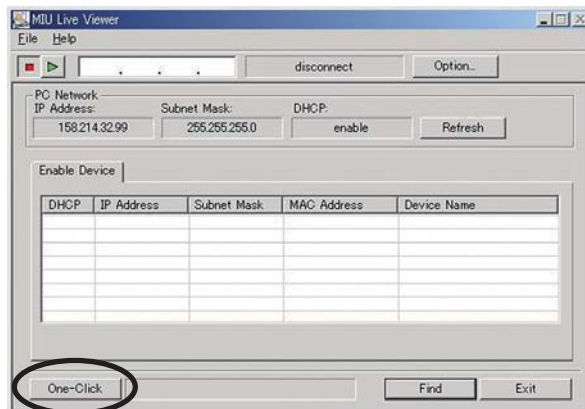 MIU Live Viewer
File Help
. . . disconnect Option...
PC Network
IP Address: Subnet Mask: DHCP:
158.214.32.99 255.255.255.0 enable Refresh
Enable Device
DHCP IP Address Subnet Mask MAC Address Device Name
One-Click Find Exit